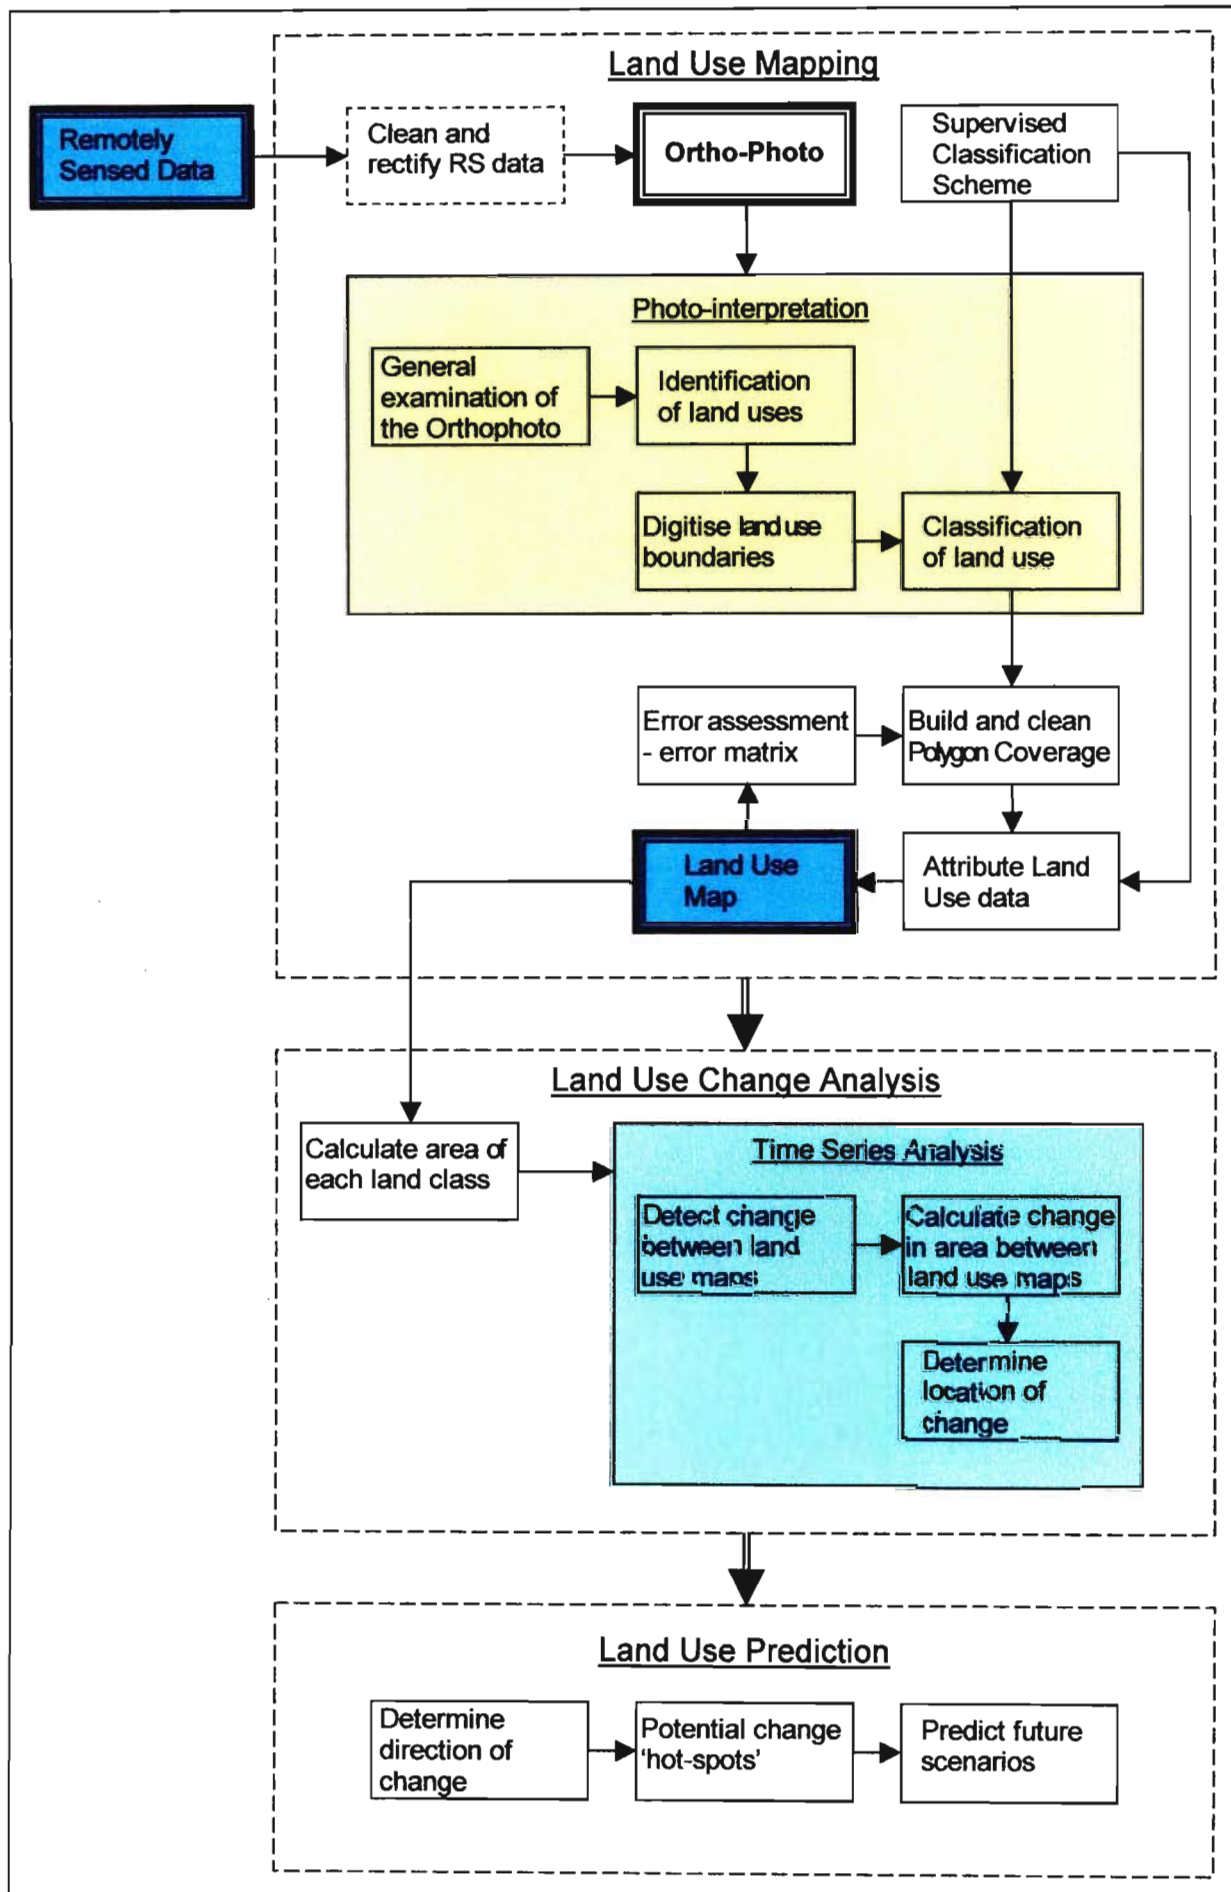 Land Use Mapping
Remotely
Sensed Data
Clean and
rectify RS data
Ortho-Photo
Supervised
Classification
Scheme
Photo-interpretation
General
examination of
the Orthophoto
Identification
of land uses
Digitise land use
boundaries
Classification
of land use
Error assessment
- error matrix
Build and clean
Polygon Coverage
Land Use
Map
Attribute Land
Use data
Land Use Change Analysis
Calculate area of
each land class
Time Series Analysis
Detect change
between land
use maps
Calculate change
in area between
land use maps
Determine
location of
change
Land Use Prediction
Determine
direction of
change
Potential change
'hot-spots'
Predict future
scenarios